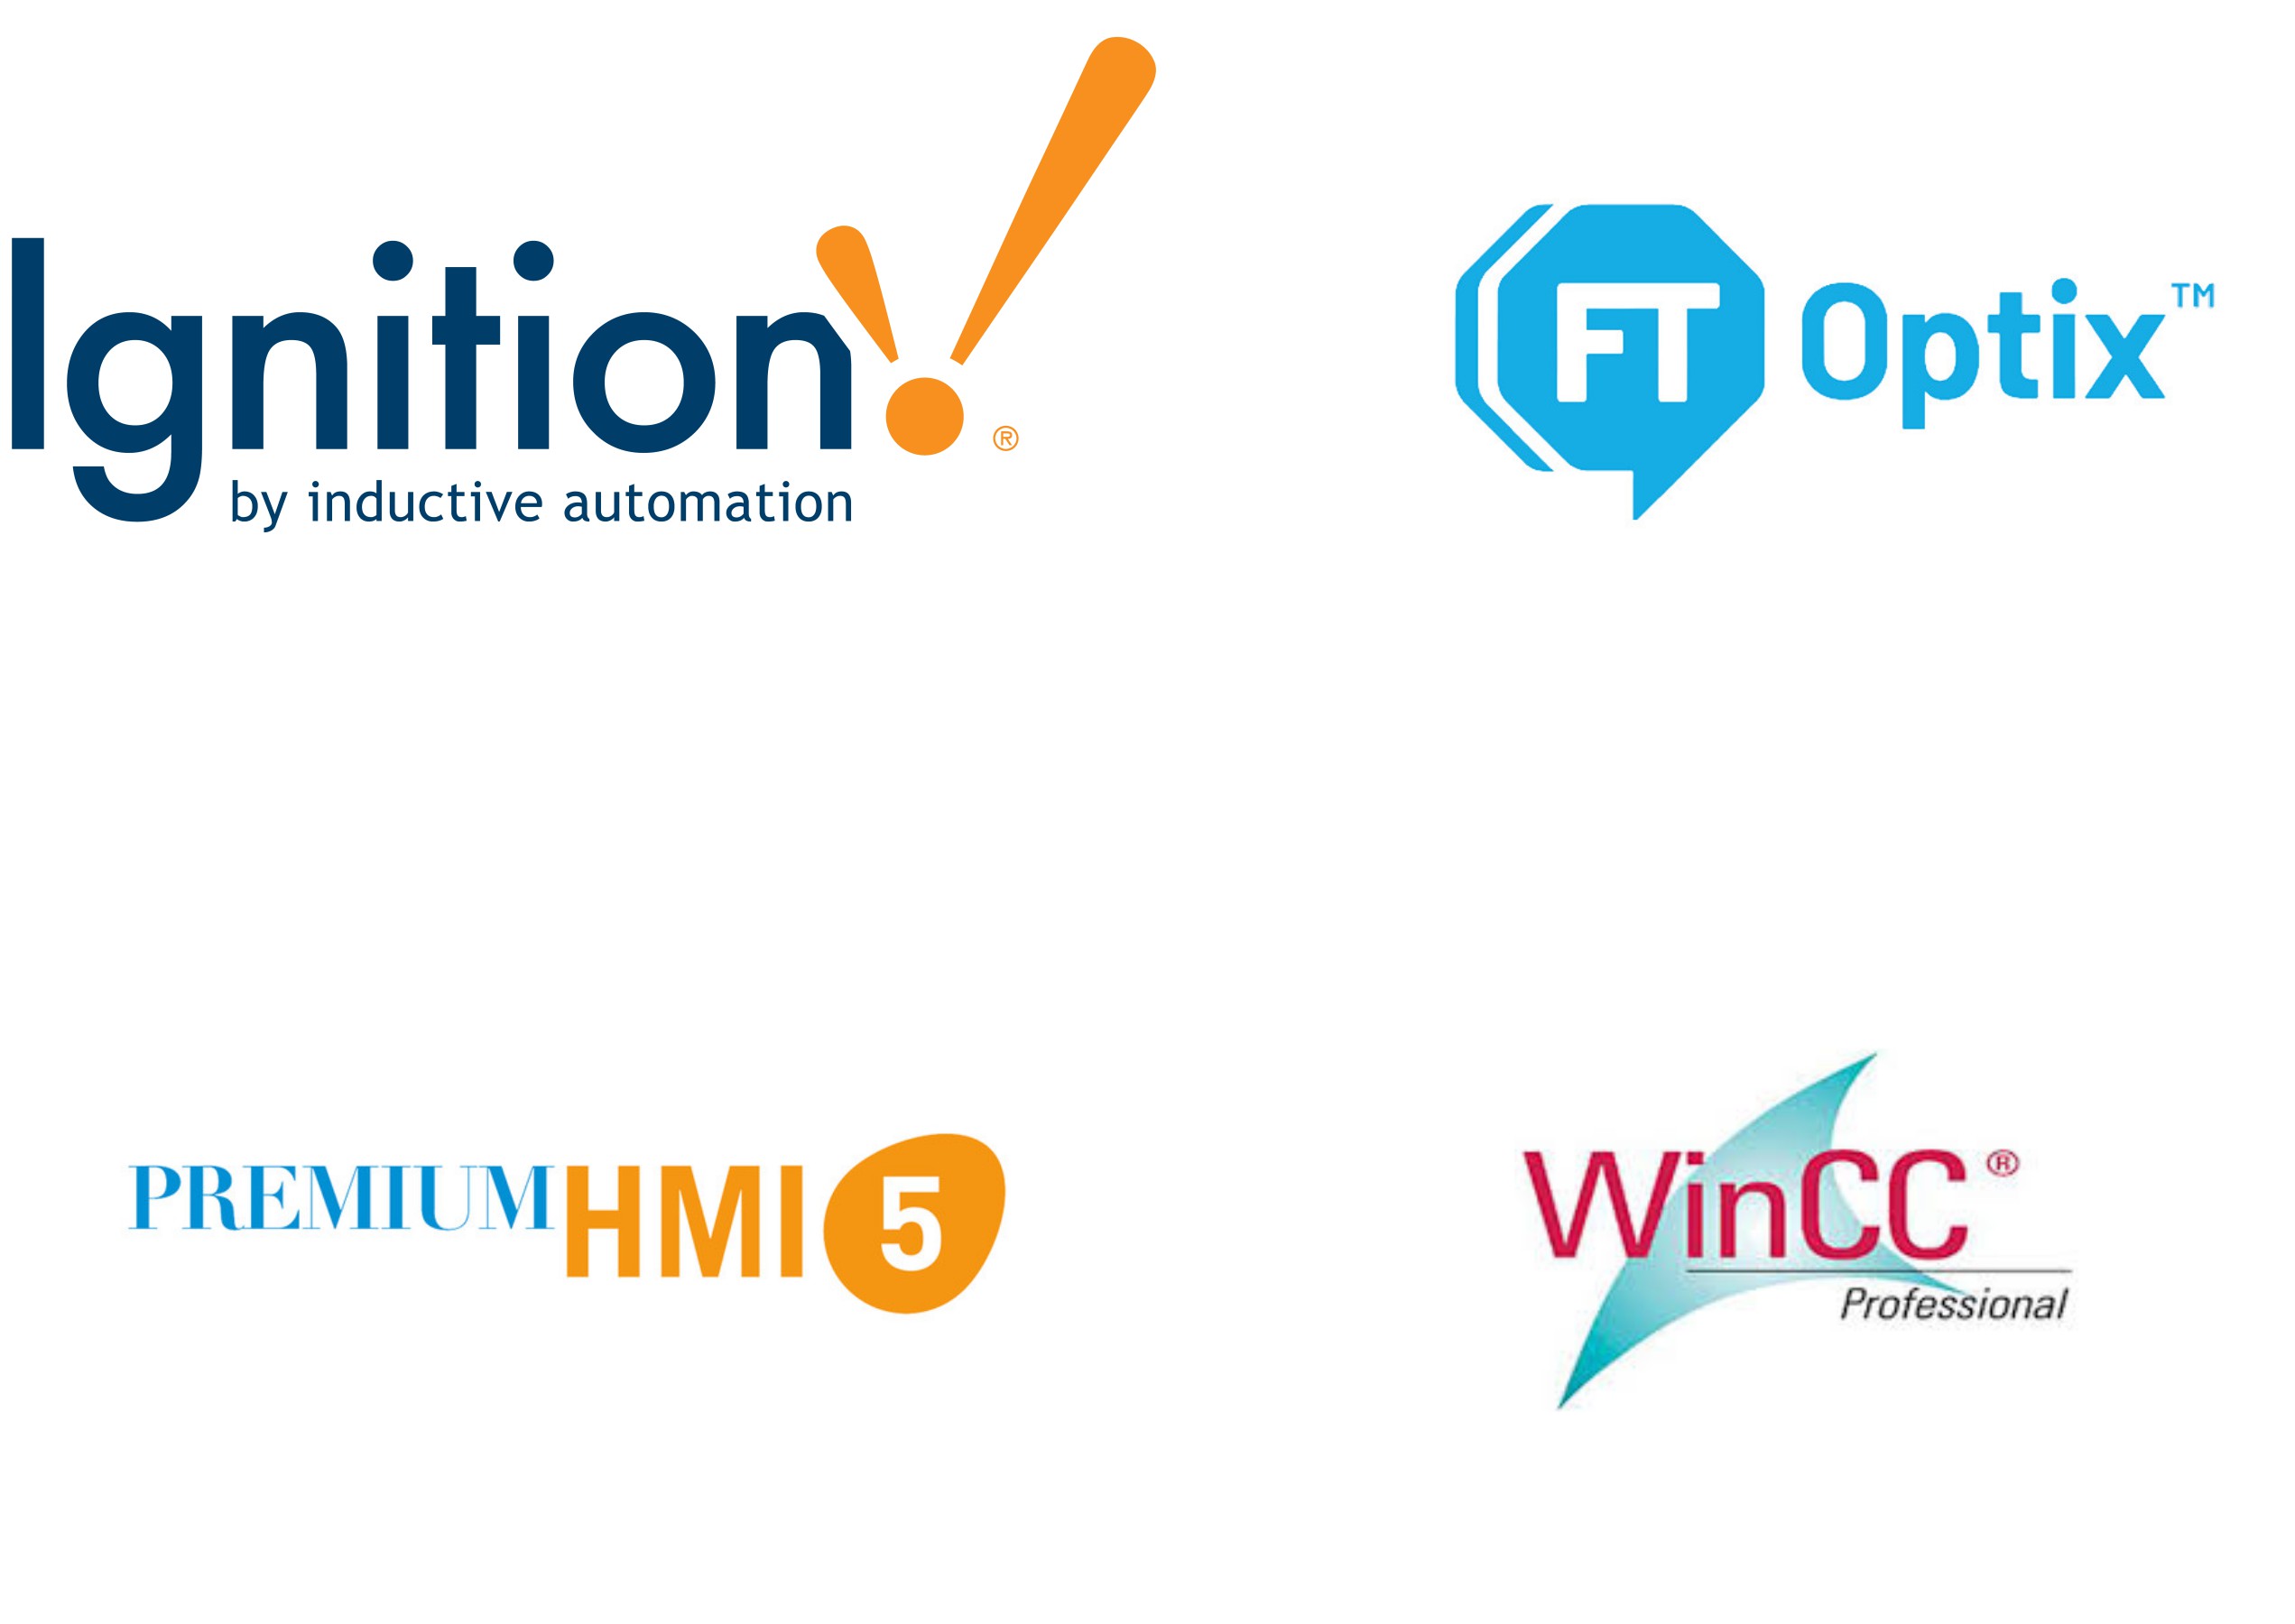 Ignition!®
by inductive automation
FT Optix™
PREMIUM HMI 5
WinCC®
Professional